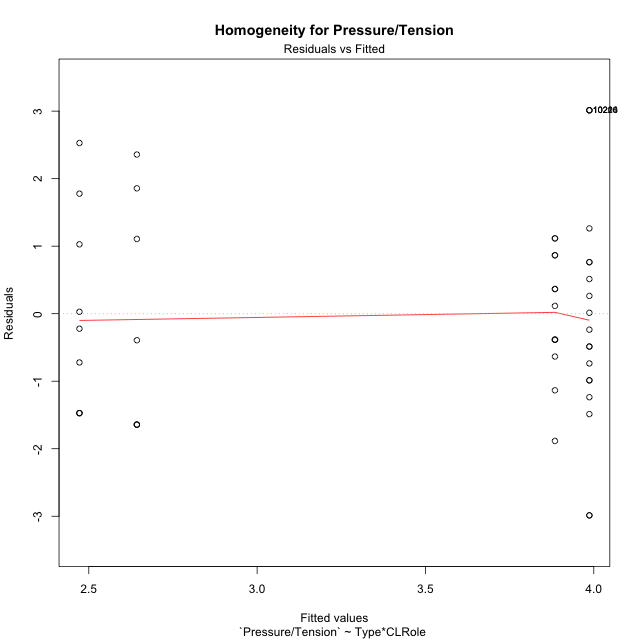 Homogeneity for Pressure/Tension
Residuals vs Fitted
3
2
1
0
-1
-2
-3
Residuals
2.5 3.0 3.5 4.0
Fitted values
`Pressure/Tension` ~ Type*CLRole